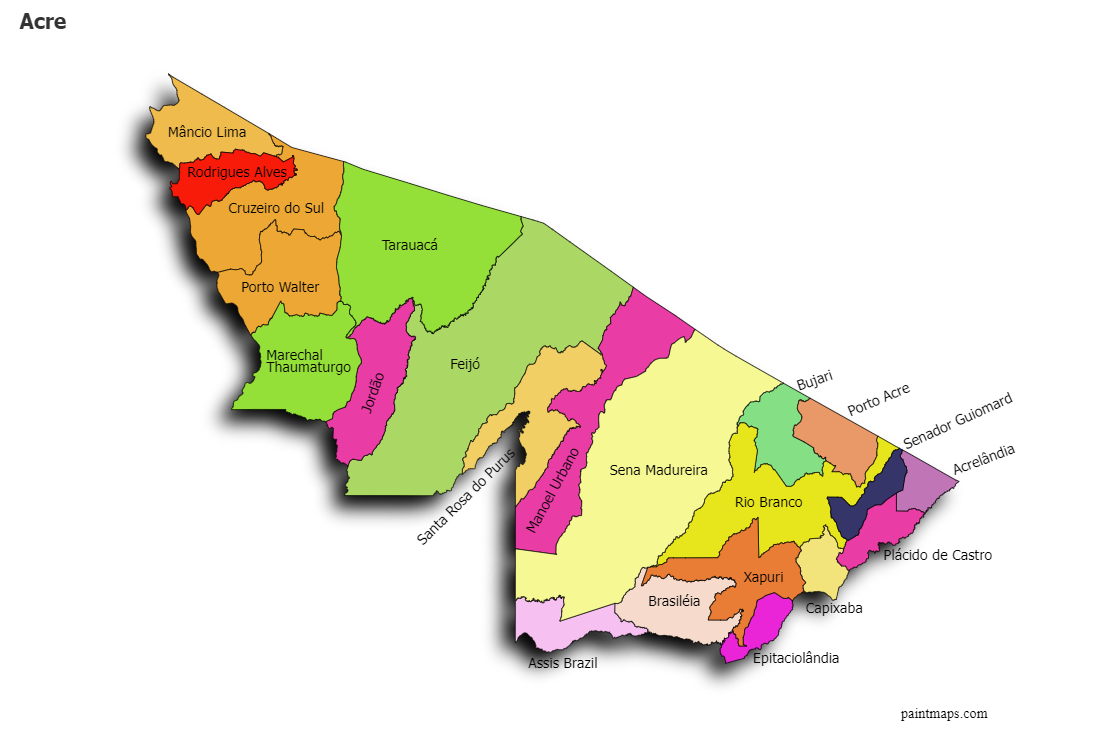 Acre
Mâncio Lima
Rodrigues Alves
Cruzeiro do Sul
Tarauacá
Porto Walter
Marechal
Thaumaturgo
Jordão
Feijó
Bujari
Porto Acre
Senador Guiomard
Acrelândia
Sena Madureira
Santa Rosa do Purus
Manoel Urbano
Rio Branco
Plácido de Castro
Xapuri
Brasiléia
Capixaba
Assis Brazil
Epitaciolândia
paintmaps.com